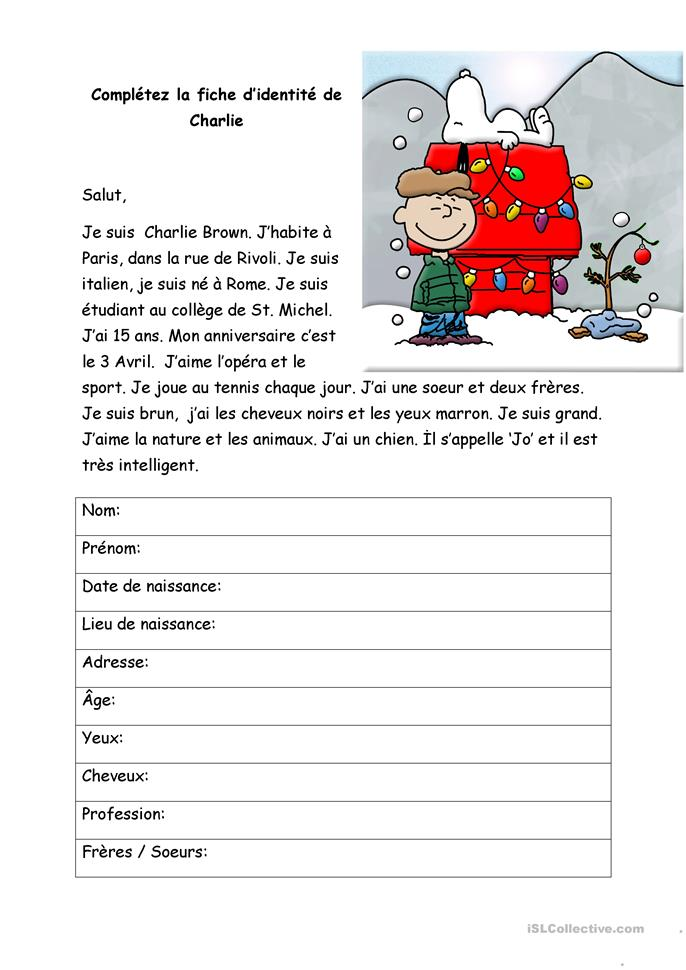 Complétez la fiche d'identité de
Charlie
Salut,
Je suis  Charlie Brown. J'habite à
Paris, dans la rue de Rivoli. Je suis
italien, je suis né à Rome. Je suis
étudiant au collège de St. Michel.
J'ai 15 ans. Mon anniversaire c'est
le 3 Avril.  J'aime l'opéra et le
sport. Je joue au tennis chaque jour. J'ai une soeur et deux frères.
Je suis brun,  j'ai les cheveux noirs et les yeux marron. Je suis grand.
J'aime la nature et les animaux. J'ai un chien. İl s'appelle 'Jo' et il est
très intelligent.
Nom:
Prénom:
Date de naissance:
Lieu de naissance:
Adresse:
Âge:
Yeux:
Cheveux:
Profession:
Frères / Soeurs:
iSLCollective.com